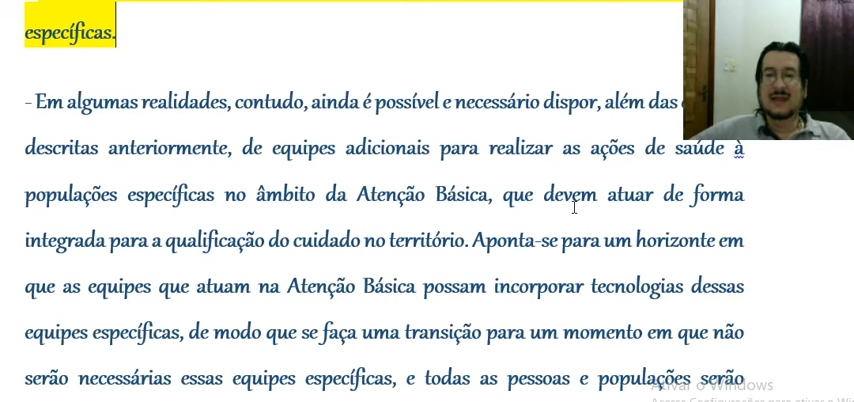 específicas.
- Em algumas realidades, contudo, ainda é possível e necessário dispor, além das
descritas anteriormente, de equipes adicionais para realizar as ações de saúde à
populações específicas no âmbito da Atenção Básica, que devem atuar de forma
integrada para a qualificação do cuidado no território. Aponta-se para um horizonte em
que as equipes que atuam na Atenção Básica possam incorporar tecnologias dessas
equipes específicas, de modo que se faça uma transição para um momento em que não
serão necessárias essas equipes específicas, e todas as pessoas e populações serão
Ativar o Windows